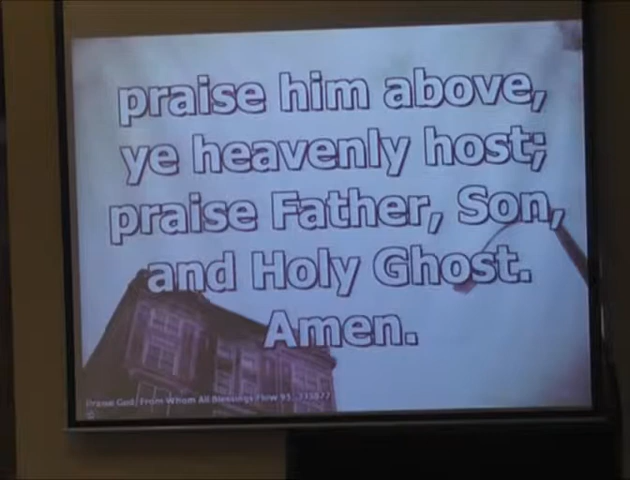 praise him above,
ye heavenly host;
praise Father, Son,
and Holy Ghost.
Amen.
Praise God, From Whom All Blessings Flow 95